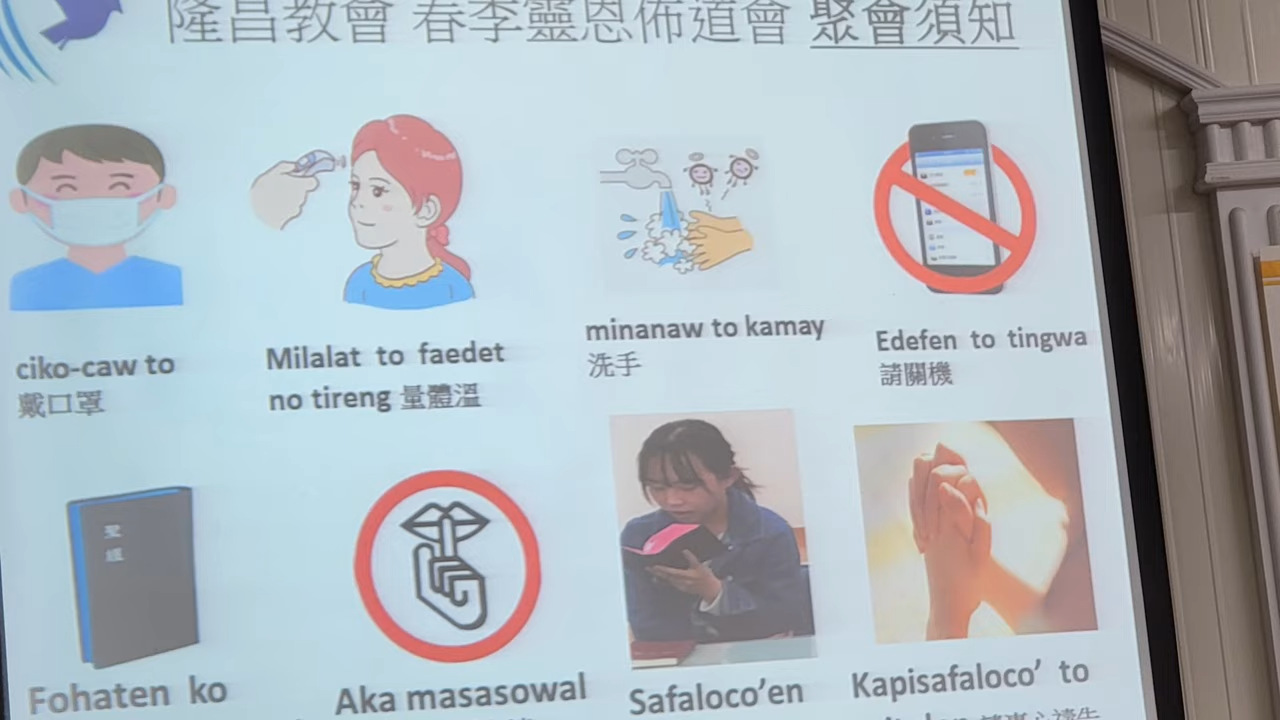 隆昌教會 春季靈恩佈道會 聚會須知
ciko-caw to
戴口罩
Milalat to faedet
no tireng 量體溫
minanaw to kamay
洗手
Edefen to tingwa
請關機
聖經
Fohaten ko
Aka masasowal
Safaloco'en
Kapisafaloco' to